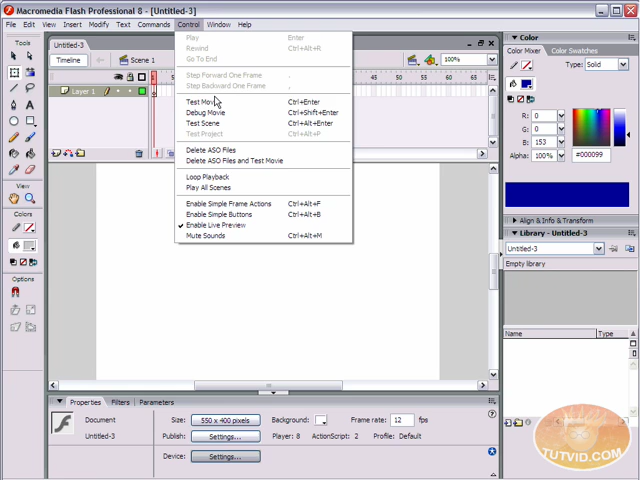 Macromedia Flash Professional 8 - [Untitled-3]
File Edit View Insert Modify Text Commands Control Window Help
Tools
View
Colors
Options
Untitled-3
Timeline Scene 1 100%
Layer 1
Play Enter
Rewind Ctrl+Alt+R
Go To End
Step Forward One Frame .
Step Backward One Frame ,
Test Movie Ctrl+Enter
Debug Movie Ctrl+Shift+Enter
Test Scene Ctrl+Alt+Enter
Test Project Ctrl+Alt+P
Delete ASO Files
Delete ASO Files and Test Movie
Loop Playback
Play All Scenes
Enable Simple Frame Actions Ctrl+Alt+F
Enable Simple Buttons Ctrl+Alt+B
Enable Live Preview
Mute Sounds Ctrl+Alt+M
Color
Color Mixer Color Swatches
Type: Solid
R: 0
G: 0
B: 153
Alpha: 100% #000099
Align & Info & Transform
Library - Untitled-3
Untitled-3
Empty library
Name Type
Properties Filters Parameters
Document Size: 550 x 400 pixels Background: Frame rate: 12 fps
Untitled-3 Publish: Settings... Player: 8 ActionScript: 2 Profile: Default
Device: Settings...
TUTVID.COM